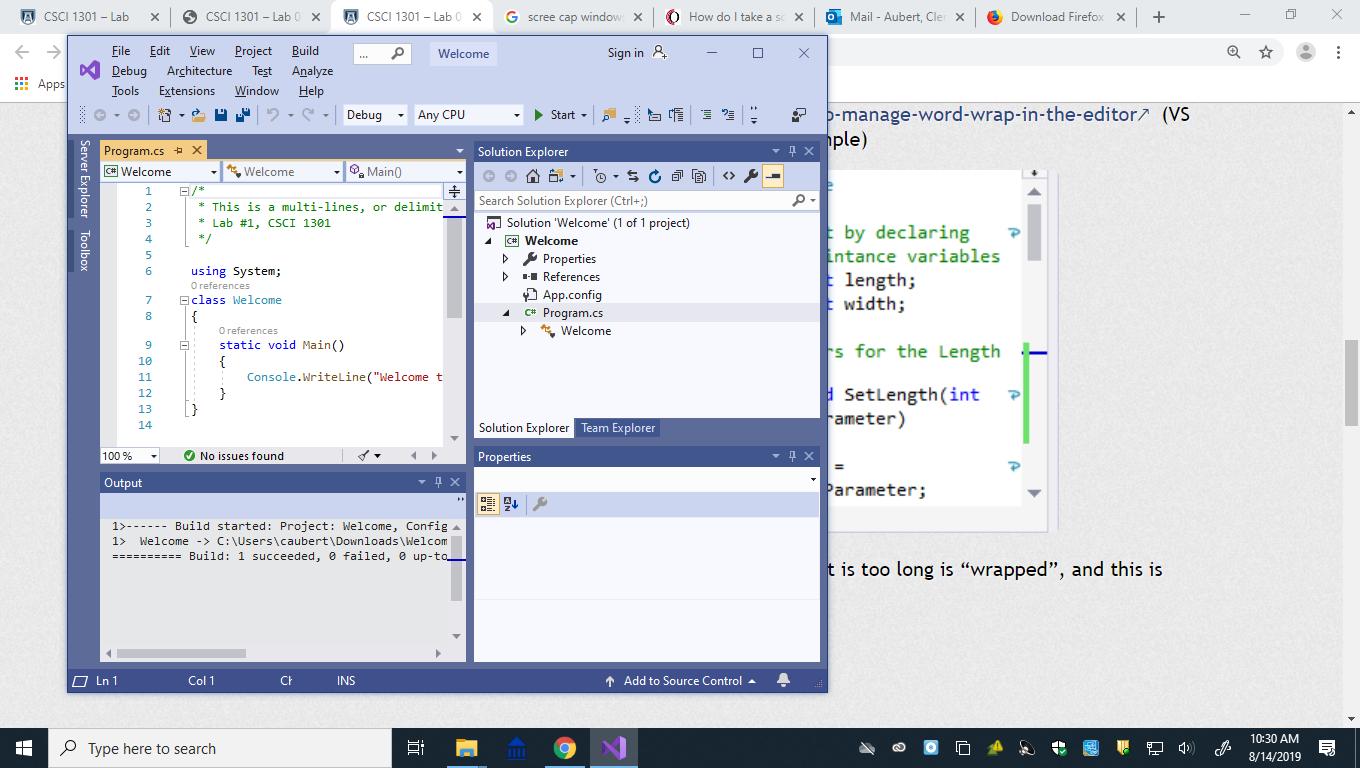 CSCI 1301 – Lab
CSCI 1301 – Lab 0
CSCI 1301 – Lab 0
scree cap window
How do I take a sc
Mail - Aubert, Cle
Download Firefox
Apps
File Edit View Project Build
Debug Architecture Test Analyze
Tools Extensions Window Help
...
Welcome
Sign in
Debug Any CPU Start
Server Explorer
Toolbox
Program.cs
C# Welcome Welcome Main()
1 /*
2 * This is a multi-lines, or delimit
3 * Lab #1, CSCI 1301
4 */
5
6 using System;
0 references
7 class Welcome
8 {
0 references
9 static void Main()
10 {
11 Console.WriteLine("Welcome t
12 }
13 }
14
100 % No issues found
Output
1>------ Build started: Project: Welcome, Config
1> Welcome -> C:\Users\caubert\Downloads\Welcom
========== Build: 1 succeeded, 0 failed, 0 up-to
Solution Explorer
Search Solution Explorer (Ctrl+;)
Solution 'Welcome' (1 of 1 project)
C# Welcome
Properties
References
App.config
C# Program.cs
Welcome
Solution Explorer Team Explorer
Properties
Ln 1 Col 1 INS Add to Source Control
o-manage-word-wrap-in-the-editor (VS
mple)
e
t by declaring
intance variables
t length;
t width;
rs for the Length
d SetLength(int
rameter)
=
Parameter;
t is too long is “wrapped”, and this is
Type here to search
10:30 AM
8/14/2019